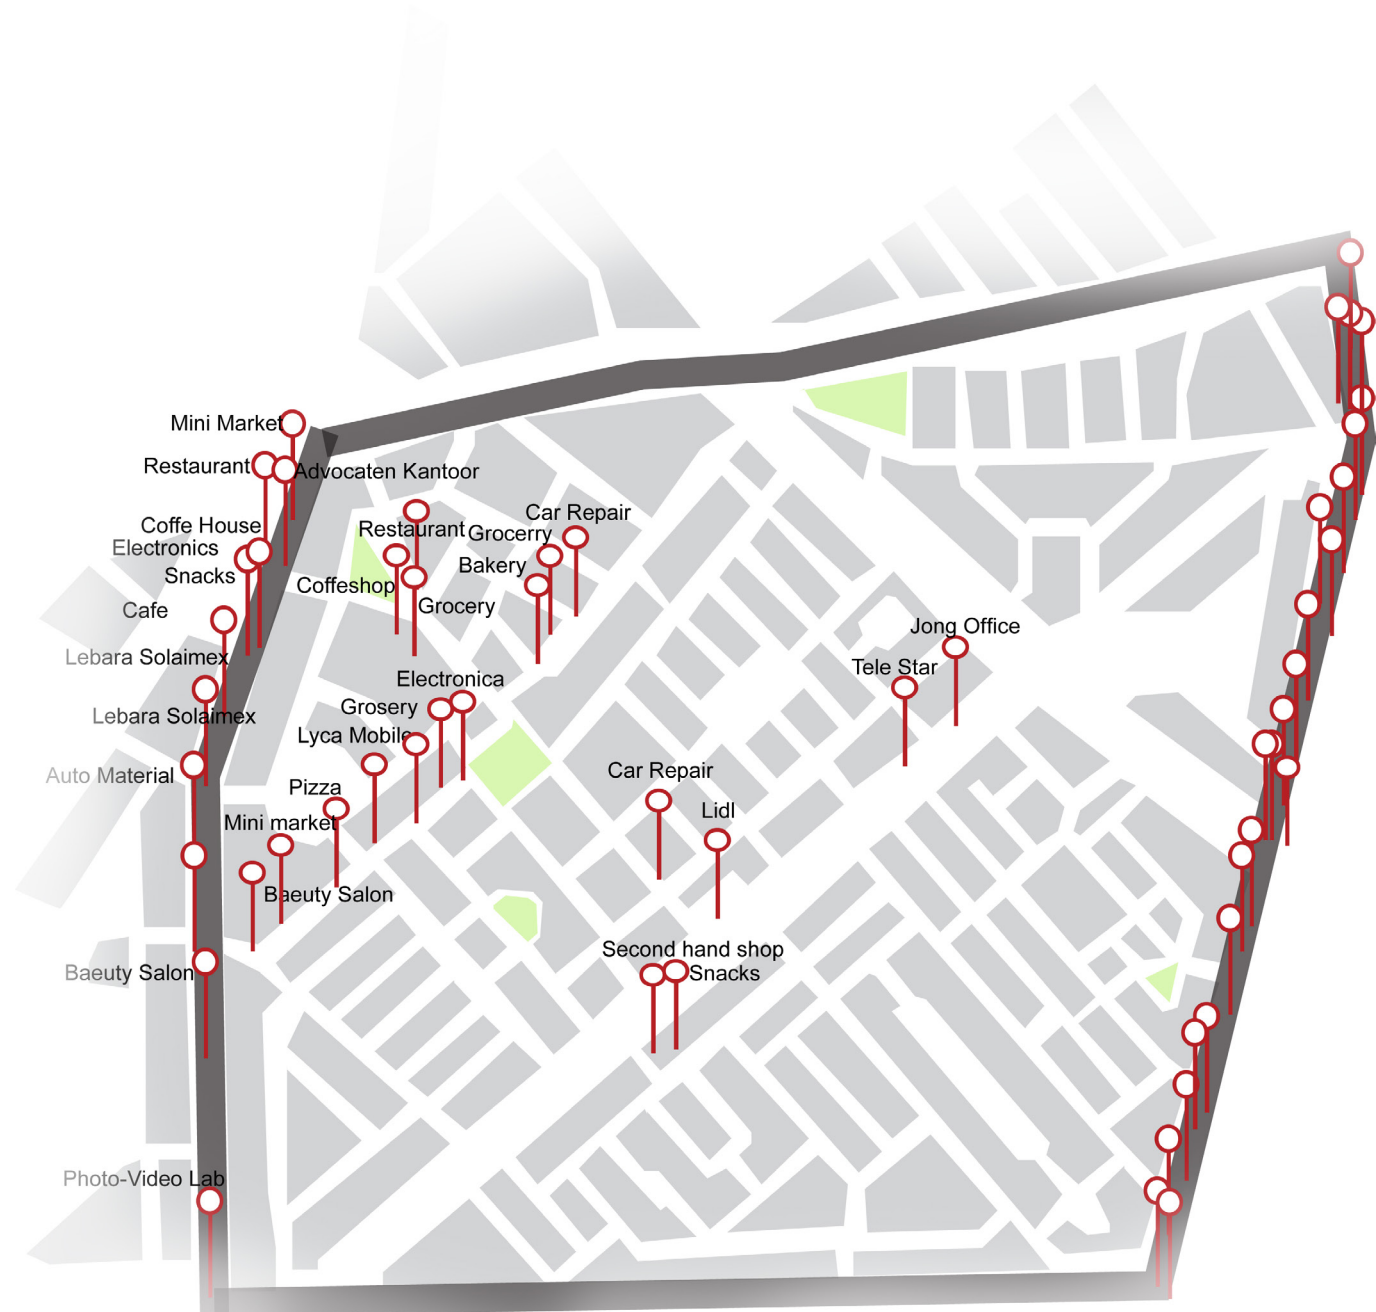 Mini Market
Restaurant
Advocaten Kantoor
Car Repair
Coffe House
Restaurant
Grocerry
Electronics
Bakery
Snacks
Coffeshop
Cafe
Grocery
Jong Office
Lebara Solaimex
Tele Star
Electronica
Grosery
Lebara Solaimex
Lyca Mobile
Car Repair
Auto Material
Pizza
Lidl
Mini market
Baeuty Salon
Second hand shop
Baeuty Salon
Snacks
Photo-Video Lab